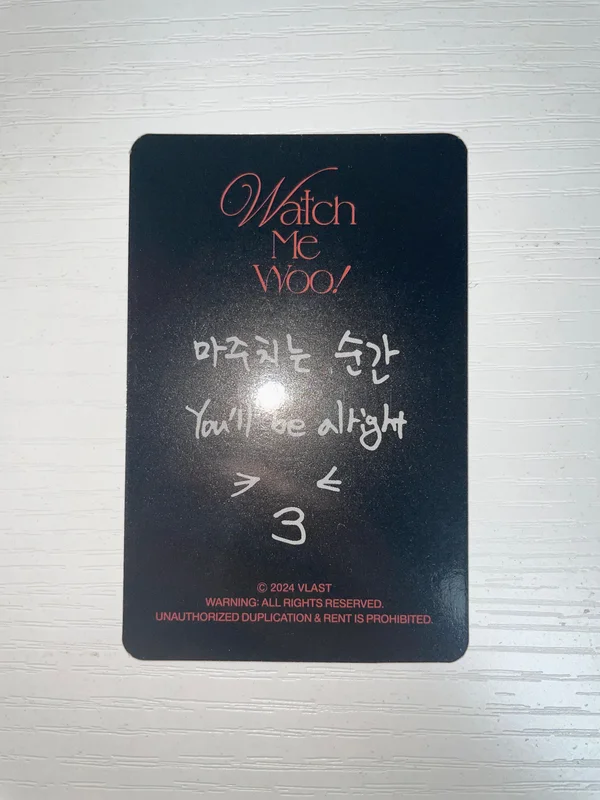 Watch
Me
Woo!
마주치는 순간
You'll be alright
> <
3
© 2024 VLAST
WARNING: ALL RIGHTS RESERVED.
UNAUTHORIZED DUPLICATION & RENT IS PROHIBITED.